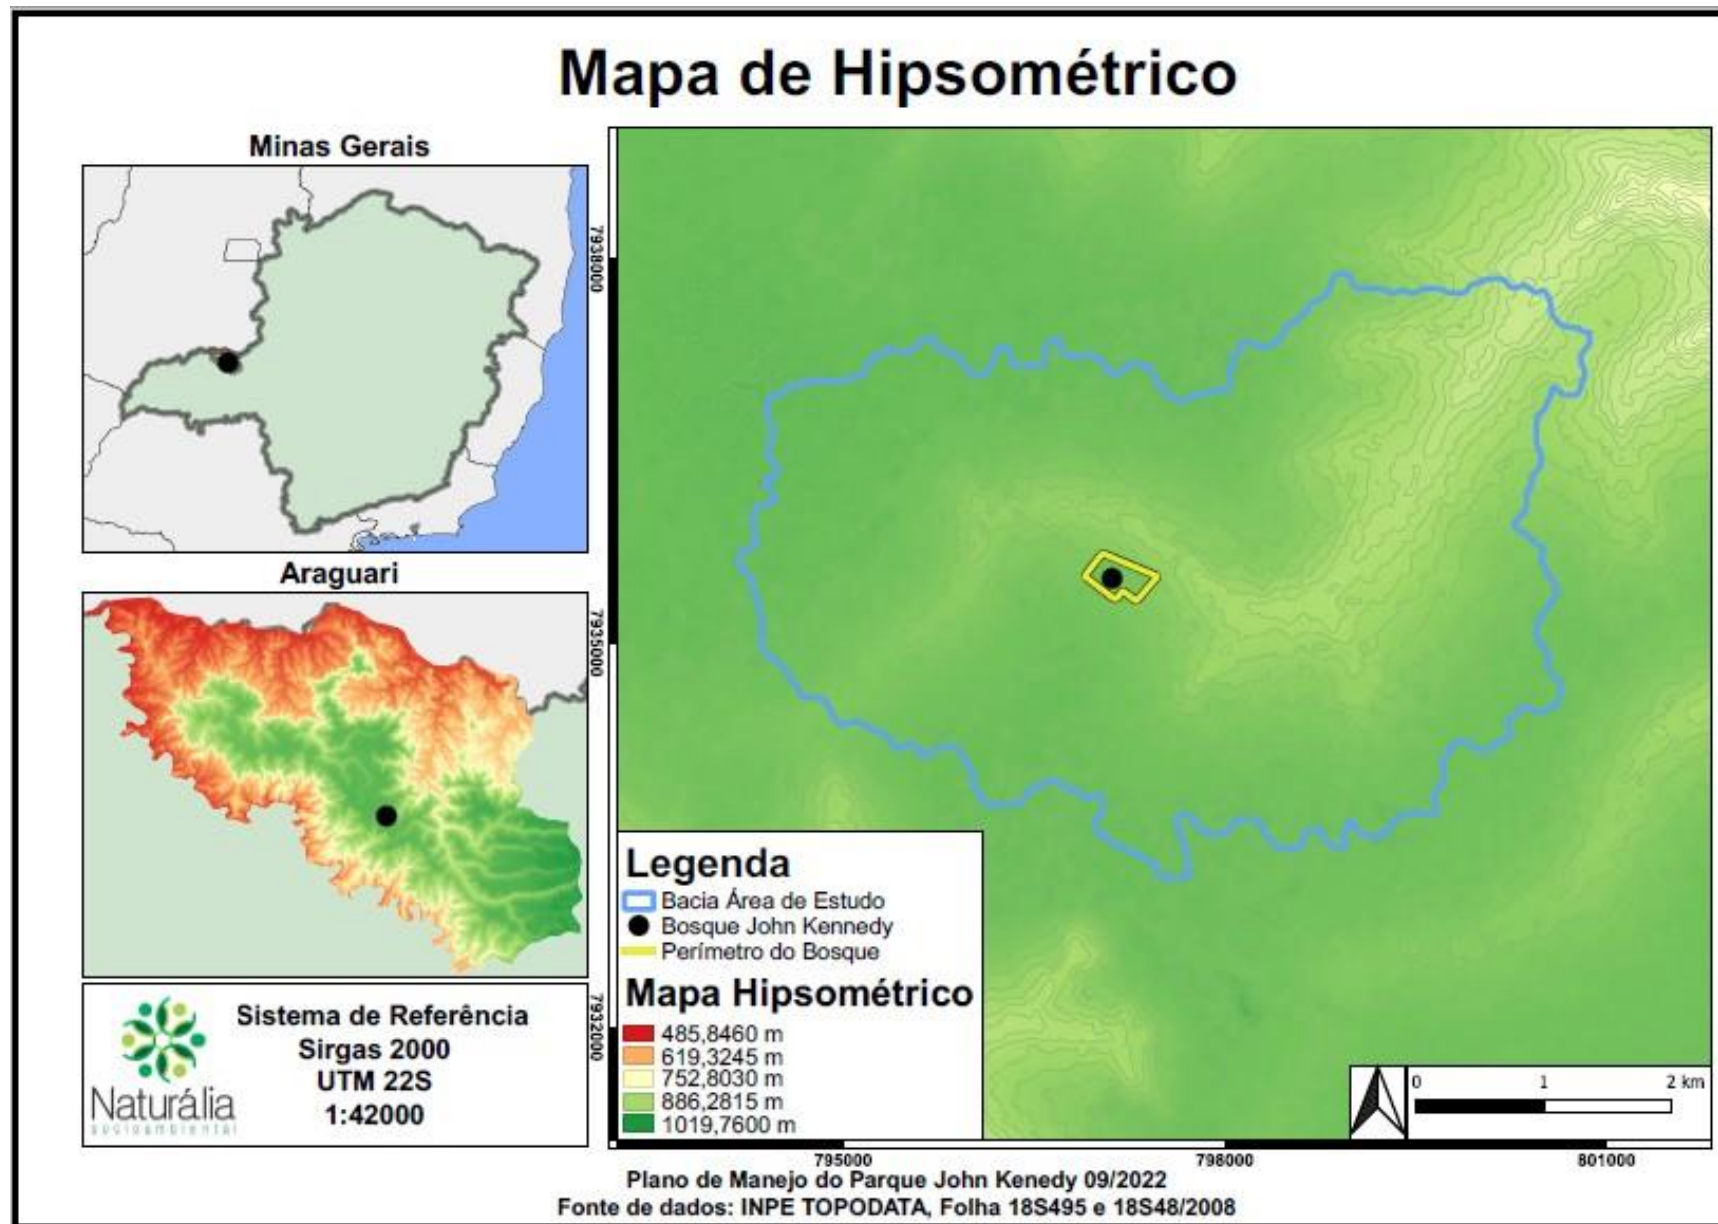 Mapa de Hipsométrico
Minas Gerais
Araguari
Naturália
socioambiental
Sistema de Referência
Sirgas 2000
UTM 22S
1:42000
7938000
7935000
7932000
Legenda
Bacia Área de Estudo
Bosque John Kennedy
Perímetro do Bosque
Mapa Hipsométrico
485,8460 m
619,3245 m
752,8030 m
886,2815 m
1019,7600 m
0 1 2 km
795000 798000 801000
Plano de Manejo do Parque John Kenedy 09/2022
Fonte de dados: INPE TOPODATA, Folha 18S495 e 18S48/2008